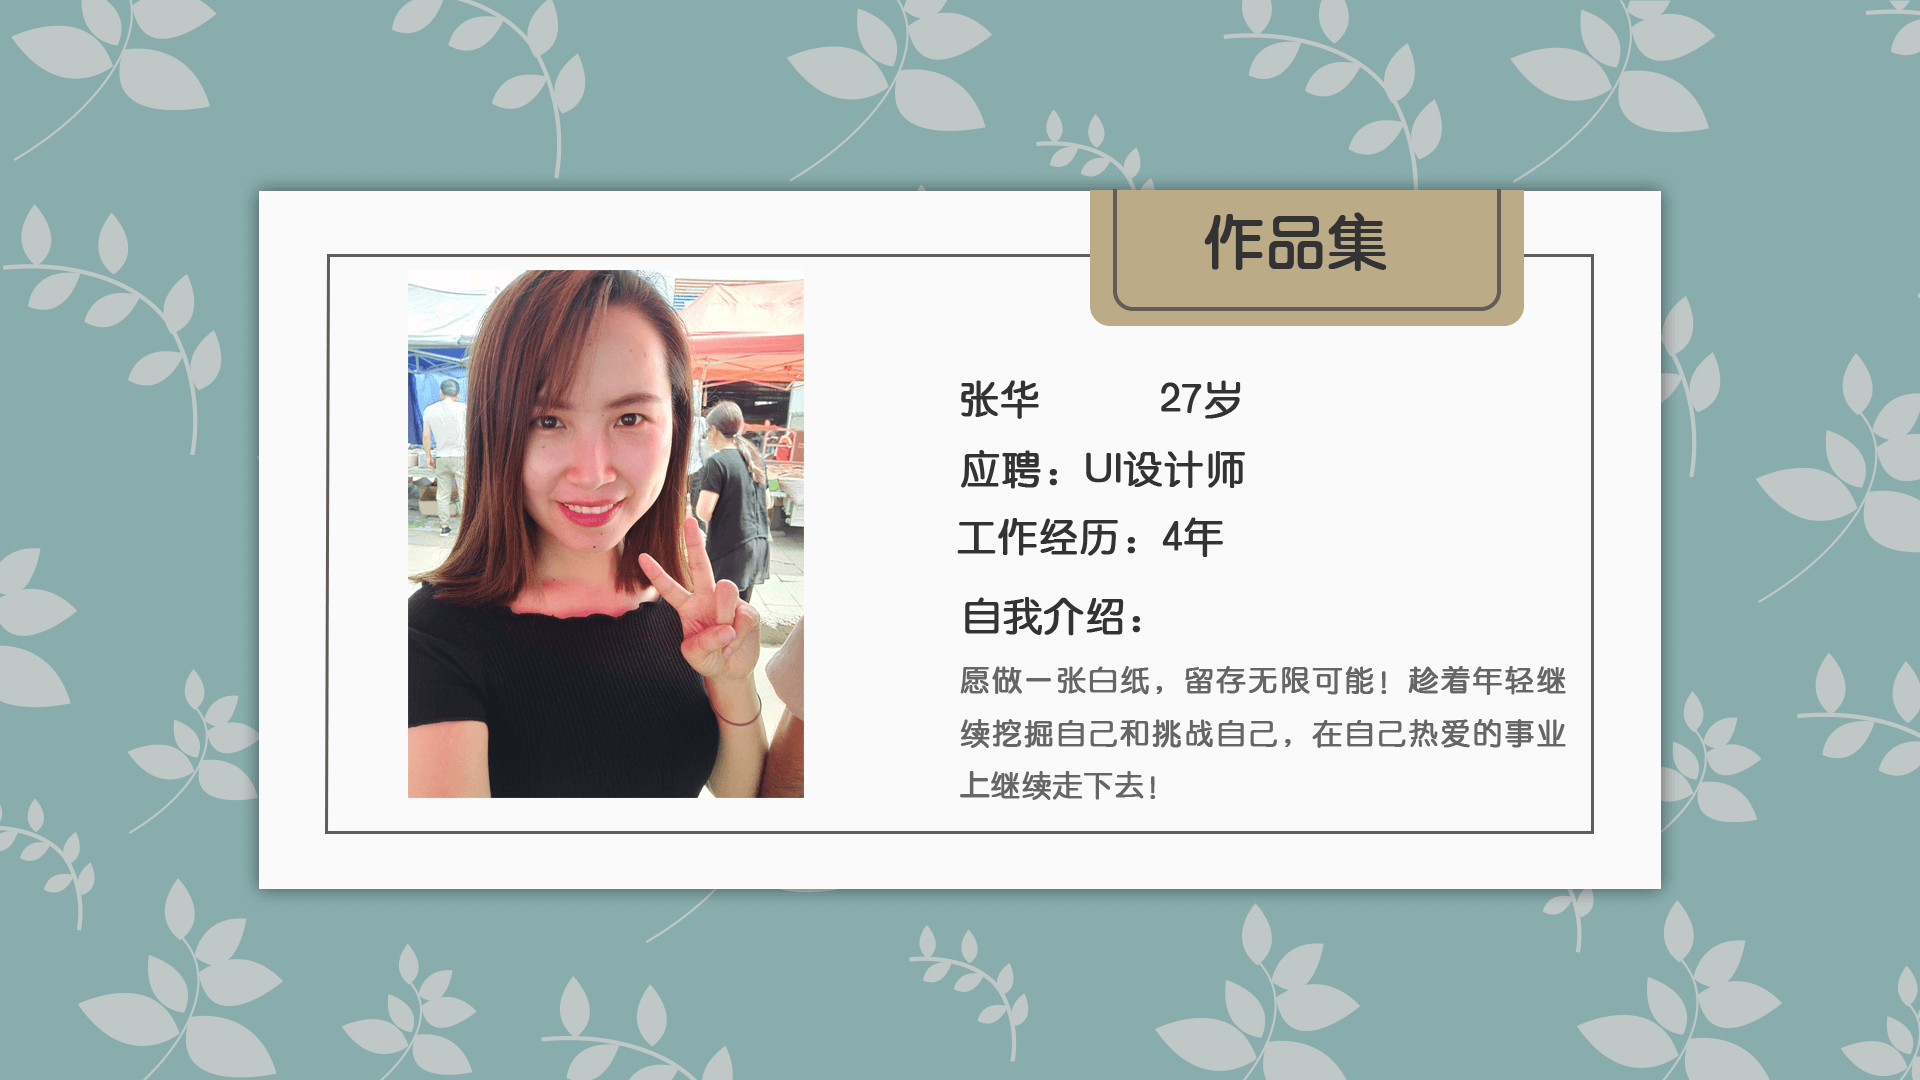 作品集
张华 27岁
应聘：UI设计师
工作经历：4年
自我介绍：
愿做一张白纸，留存无限可能！趁着年轻继
续挖掘自己和挑战自己，在自己热爱的事业
上继续走下去！